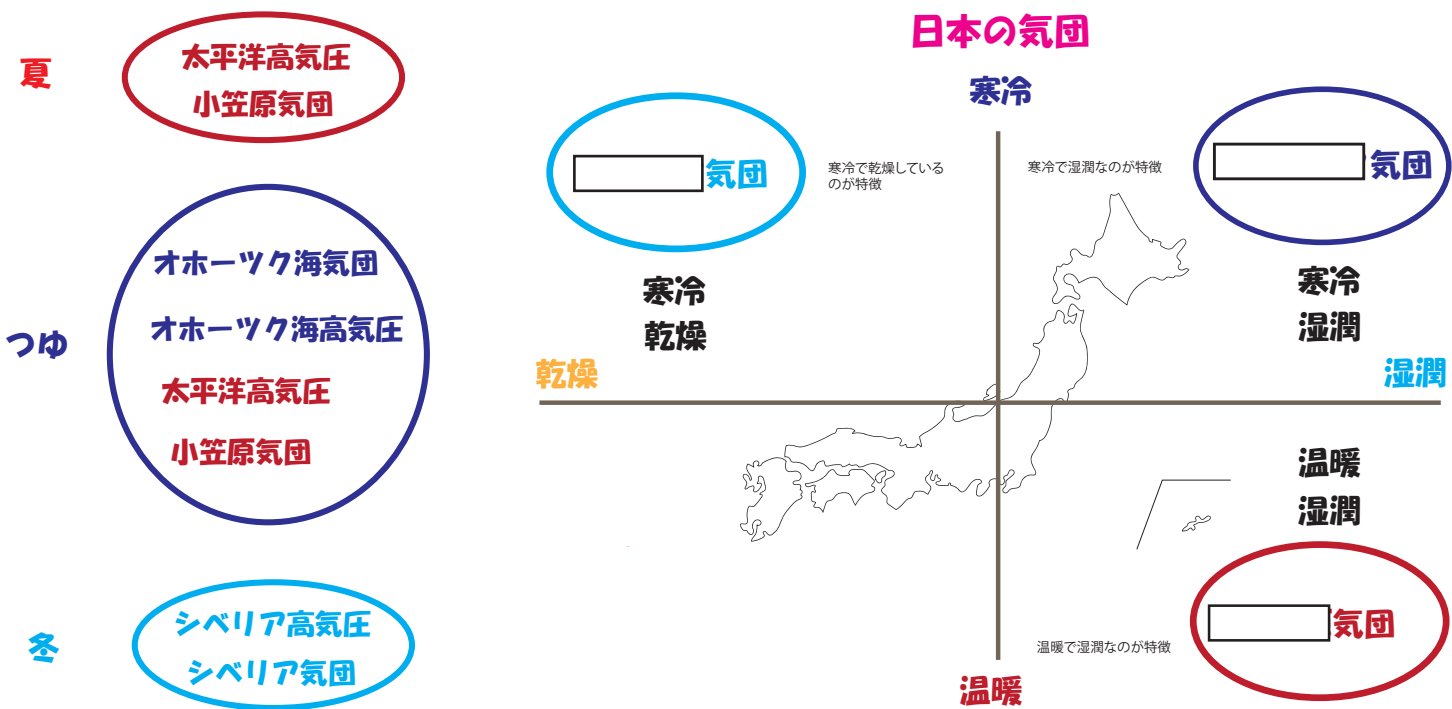 夏
太平洋高気圧
小笠原気団
つゆ
オホーツク海気団
オホーツク海高気圧
太平洋高気圧
小笠原気団
冬
シベリア高気圧
シベリア気団
日本の気団
寒冷
気団
寒冷で乾燥している
のが特徴
寒冷で湿潤なのが特徴
気団
寒冷
乾燥
寒冷
湿潤
乾燥
湿潤
温暖
湿潤
気団
温暖で湿潤なのが特徴
温暖